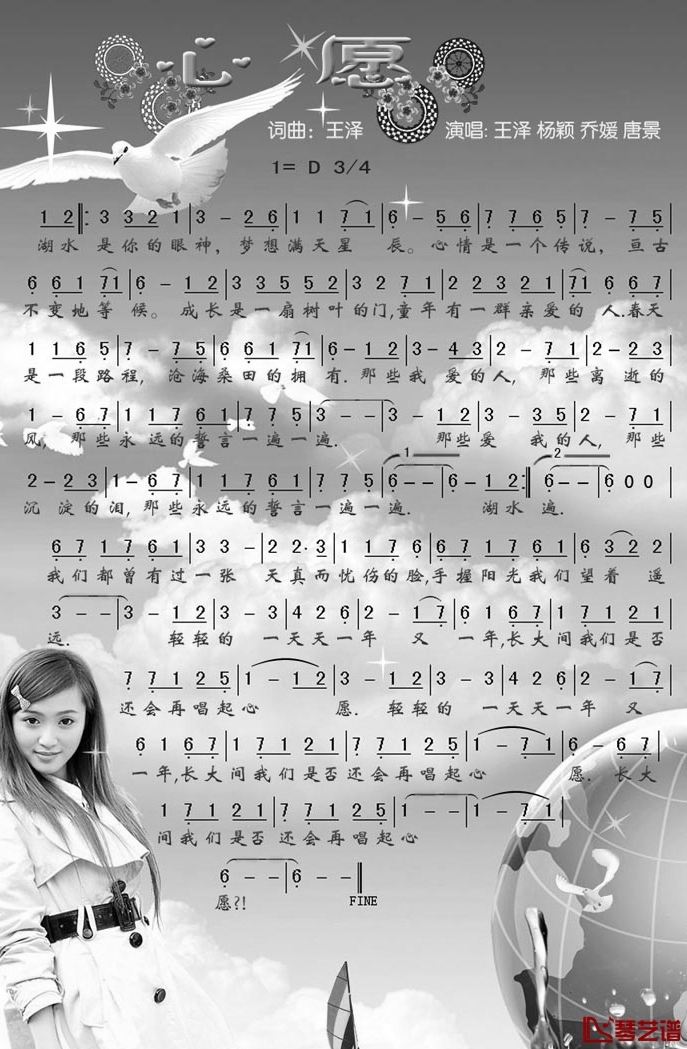 心 愿
词曲: 王泽 演唱: 王泽 杨颖 乔媛 唐景
1= D 3/4
1 2 ‖: 3 3 2 1 | 3 - 2 6 | 1 1 7 1 | 6 - 5 6 | 7 7 6 5 | 7 - 7 5 |
湖水 是你的眼神, 梦想满天星 辰。心情是一个传说, 亘古
6 6 1 7 1 | 6 - 1 2 | 3 3 5 5 2 | 3 2 7 1 | 2 2 3 2 1 | 7 1 6 6 7 |
不变地等 候。 成长是一扇树叶的门,童年有一群亲爱的 人.春天
1 1 6 5 | 7 - 7 5 | 6 6 1 7 1 | 6 - 1 2 | 3 - 4 3 | 2 - 7 1 | 2 - 2 3 |
是一段路程, 沧海桑田的拥 有.那些我 爱的人, 那些离逝的
1 - 6 7 | 1 7 6 1 | 7 7 7 5 | 3 - - | 3 - 1 2 | 3 - 3 5 | 2 - 7 1 |
风, 那些永远的誓言一遍一遍. 那些爱 我的人, 那些
2 - 2 3 | 1 - 6 7 | 1 7 6 1 | 7 7 7 5 | 6 - - | 6 - 1 2 :‖ 6 - - | 6 0 0 |
1 2
沉 淀的泪,那些永远的誓言一遍一遍. 湖水 遍.
6 7 1 7 6 1 | 3 3 - | 2 2· 3 | 1 1 7 6 | 6 4 6 7 1 7 6 | 3 2 2 |
我们都曾有过一张 天真而忧伤的脸,手握阳光我们望着 遥
3 - - | 3 - 1 2 | 3 - 3 | 4 2 6 | 2 - 1 7 | 6 1 6 7 | 1 7 1 2 1 |
远. 轻轻的 一天天一年 又 一年,长大间我们是否
7 7 1 2 5 | 1 - - | 1 - 1 2 | 3 - 1 2 | 3 - 3 | 4 2 6 | 2 - 1 7 |
还会再唱起心 愿. 轻轻的 一天天一年 又
6 1 6 7 | 1 7 1 2 1 | 7 7 1 2 5 | 1 - 7 1 | 6 - 6 7 |
一年,长大间我们是否还会再唱起心 愿. 长大
1 7 1 2 1 | 7 7 1 2 5 | 1 - - | 1 - 7 1 |
间我们是否还会再唱起心
6 - - | 6 - - ‖
愿?! FINE
琴艺谱